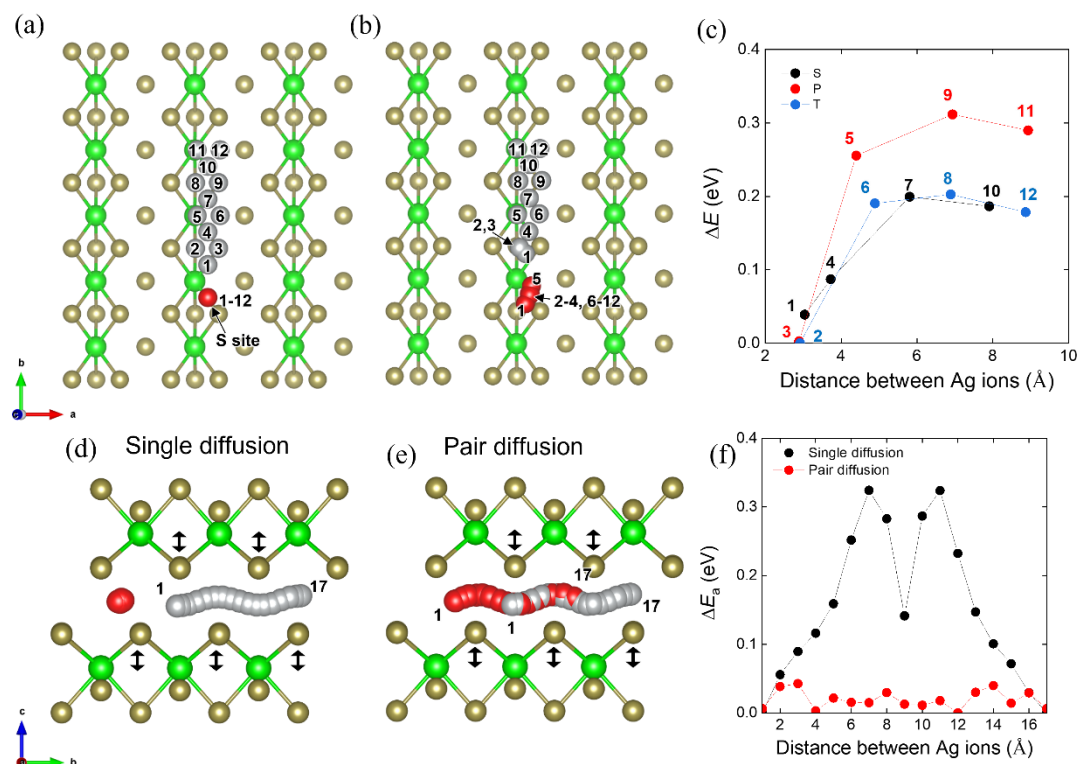 (a)
11 12
10
8 9
7
5 6
4
2 3
1
1-12
S site
b
a
(b)
11 12
10
8 9
7
5 6
4
2,3
1
5
2-4, 6-12
1
(c)
ΔE (eV)
0.4
0.3
0.2
0.1
0.0
S
P
T
9
11
5
6
7
8
10
12
4
1
3
2
2 4 6 8 10
Distance between Ag ions (Å)
(d) Single diffusion
1
17
c
b
(e) Pair diffusion
17
1
1
17
(f)
ΔEa (eV)
0.4
0.3
0.2
0.1
0.0
Single diffusion
Pair diffusion
2 4 6 8 10 12 14 16
Distance between Ag ions (Å)